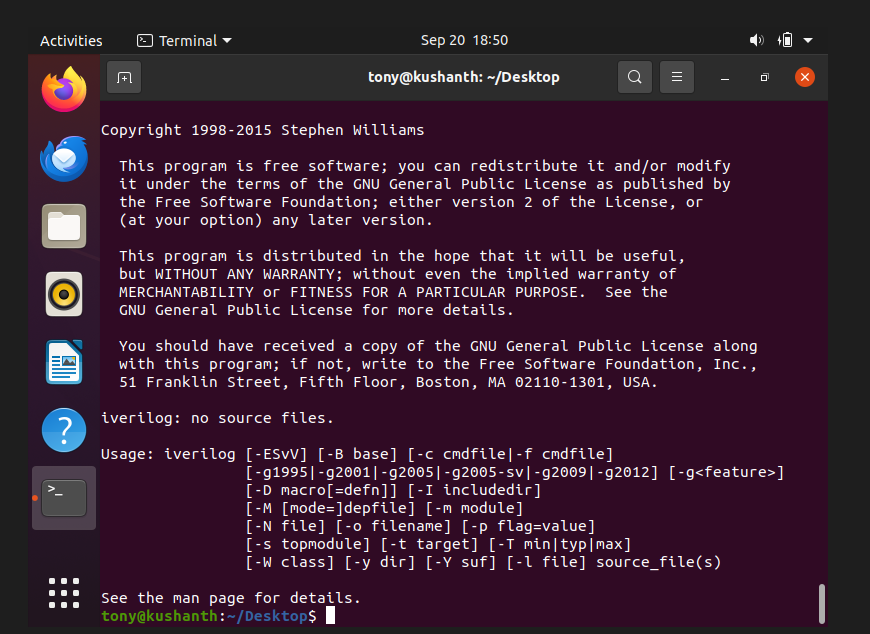 Activities Terminal Sep 20 18:50
tony@kushanth: ~/Desktop
Copyright 1998-2015 Stephen Williams
This program is free software; you can redistribute it and/or modify
it under the terms of the GNU General Public License as published by
the Free Software Foundation; either version 2 of the License, or
(at your option) any later version.
This program is distributed in the hope that it will be useful,
but WITHOUT ANY WARRANTY; without even the implied warranty of
MERCHANTABILITY or FITNESS FOR A PARTICULAR PURPOSE.  See the
GNU General Public License for more details.
You should have received a copy of the GNU General Public License along
with this program; if not, write to the Free Software Foundation, Inc.,
51 Franklin Street, Fifth Floor, Boston, MA 02110-1301, USA.
iverilog: no source files.
Usage: iverilog [-ESvV] [-B base] [-c cmdfile|-f cmdfile]
[-g1995|-g2001|-g2005|-g2005-sv|-g2009|-g2012] [-g<feature>]
[-D macro[=defn]] [-I includedir]
[-M [mode=]depfile] [-m module]
[-N file] [-o filename] [-p flag=value]
[-s topmodule] [-t target] [-T min|typ|max]
[-W class] [-y dir] [-Y suf] [-l file] source_file(s)
See the man page for details.
tony@kushanth:~/Desktop$